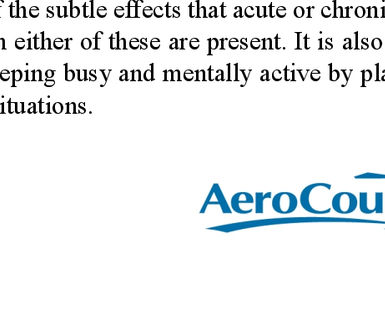 f the subtle effects that acute or chroni
n either of these are present. It is also
eping busy and mentally active by pla
ituations.
AeroCou